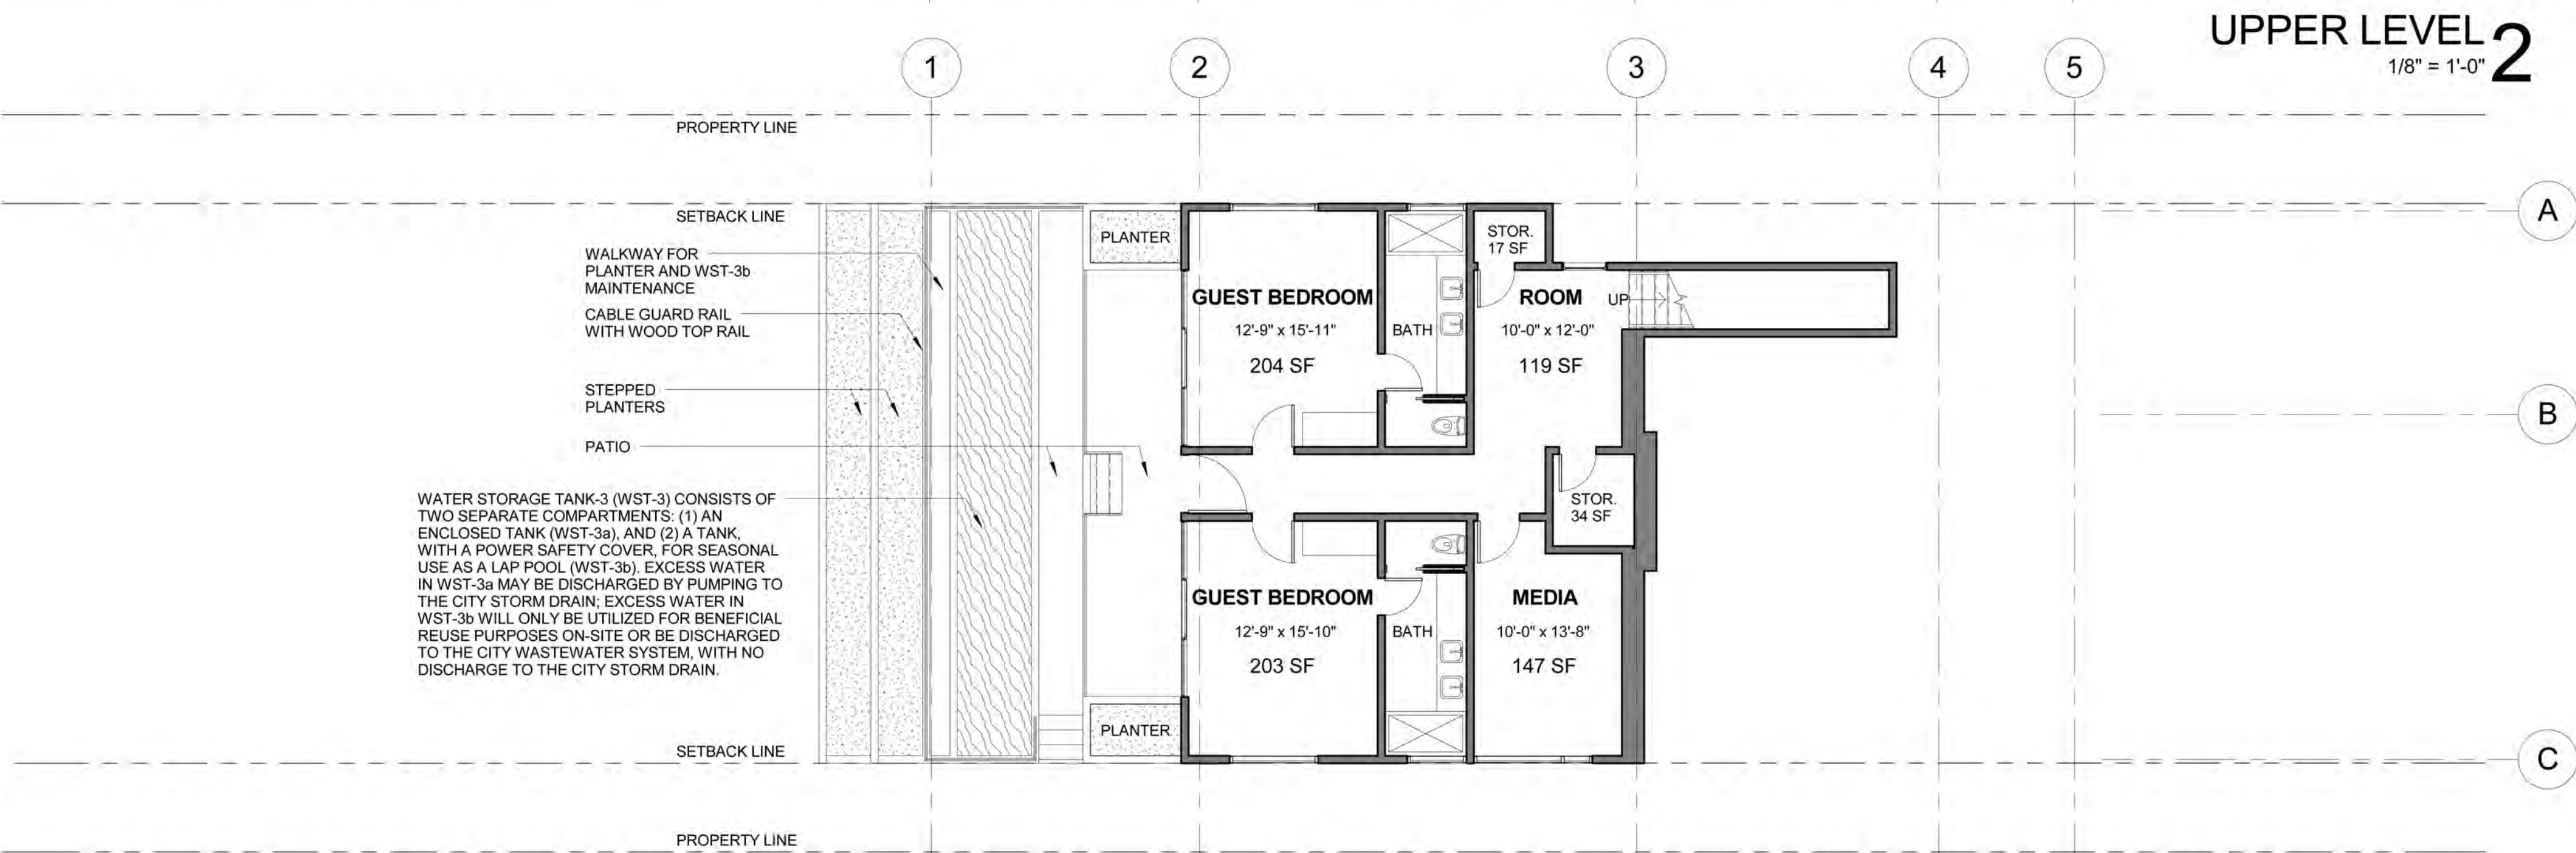 UPPER LEVEL 2
1/8" = 1'-0"
1
2
3
4
5
PROPERTY LINE
SETBACK LINE
A
WALKWAY FOR
PLANTER AND WST-3b
MAINTENANCE
CABLE GUARD RAIL
WITH WOOD TOP RAIL
STEPPED
PLANTERS
PATIO
WATER STORAGE TANK-3 (WST-3) CONSISTS OF
TWO SEPARATE COMPARTMENTS: (1) AN
ENCLOSED TANK (WST-3a), AND (2) A TANK,
WITH A POWER SAFETY COVER, FOR SEASONAL
USE AS A LAP POOL (WST-3b). EXCESS WATER
IN WST-3a MAY BE DISCHARGED BY PUMPING TO
THE CITY STORM DRAIN; EXCESS WATER IN
WST-3b WILL ONLY BE UTILIZED FOR BENEFICIAL
REUSE PURPOSES ON-SITE OR BE DISCHARGED
TO THE CITY WASTEWATER SYSTEM, WITH NO
DISCHARGE TO THE CITY STORM DRAIN.
PLANTER
GUEST BEDROOM
12'-9" x 15'-11"
204 SF
BATH
STOR.
17 SF
ROOM
10'-0" x 12'-0"
119 SF
UP
B
STOR.
34 SF
GUEST BEDROOM
12'-9" x 15'-10"
203 SF
BATH
MEDIA
10'-0" x 13'-8"
147 SF
PLANTER
SETBACK LINE
C
PROPERTY LINE